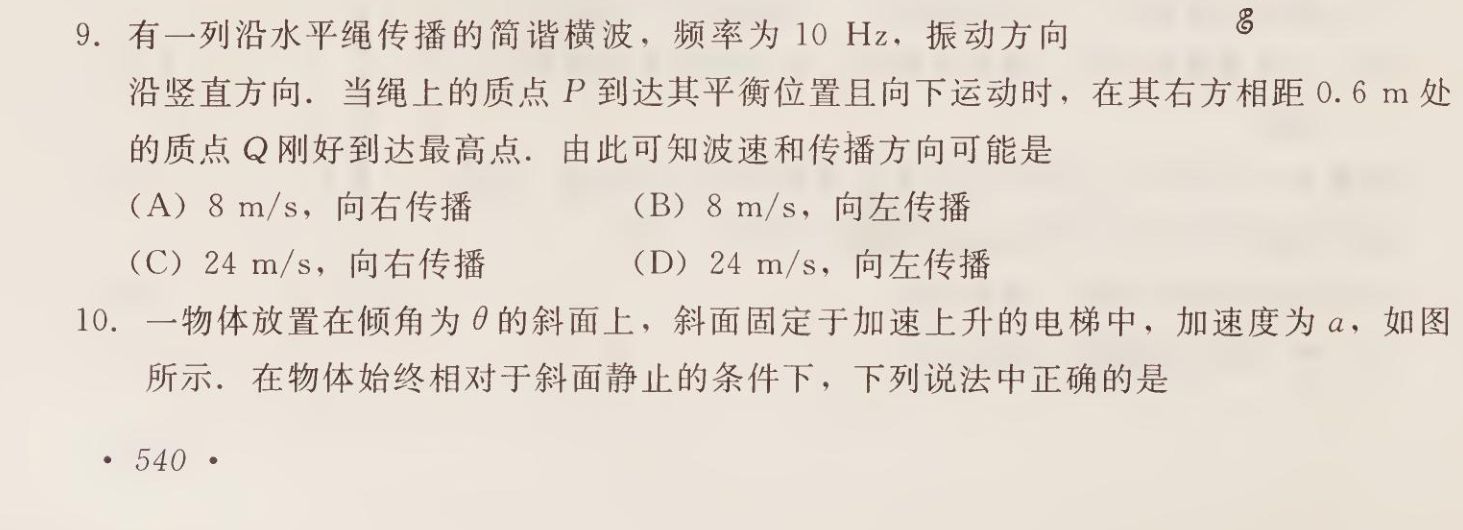 9. 有一列沿水平绳传播的简谐横波，频率为 10 Hz，振动方向
沿竖直方向．当绳上的质点 P 到达其平衡位置且向下运动时，在其右方相距 0.6 m 处
的质点 Q 刚好到达最高点．由此可知波速和传播方向可能是
（A）8 m/s，向右传播 （B）8 m/s，向左传播
（C）24 m/s，向右传播 （D）24 m/s，向左传播
10. 一物体放置在倾角为 θ 的斜面上，斜面固定于加速上升的电梯中，加速度为 a，如图
所示．在物体始终相对于斜面静止的条件下，下列说法中正确的是
• 540 •